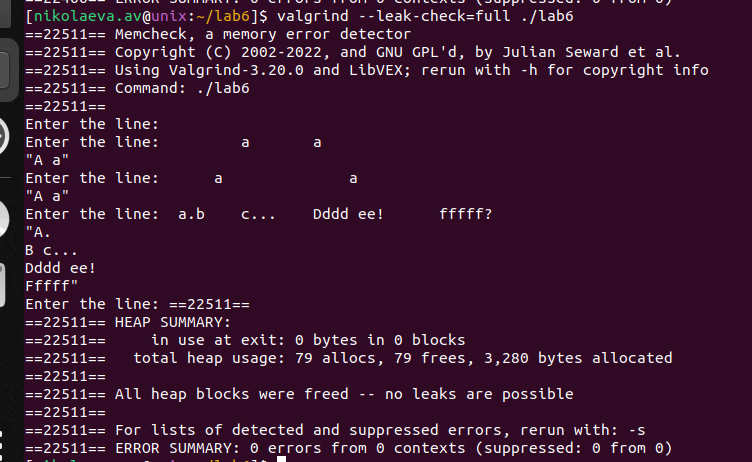 ==22488== ERROR SUMMARY: 0 errors from 0 contexts (suppressed: 0 from 0)
[nikolaeva.av@unix:~/lab6]$ valgrind --leak-check=full ./lab6
==22511== Memcheck, a memory error detector
==22511== Copyright (C) 2002-2022, and GNU GPL'd, by Julian Seward et al.
==22511== Using Valgrind-3.20.0 and LibVEX; rerun with -h for copyright info
==22511== Command: ./lab6
==22511==
Enter the line:
Enter the line:         a       a
"A a"
Enter the line:      a              a
"A a"
Enter the line:  a.b    c...    Dddd ee!      fffff?
"A.
B c...
Dddd ee!
Fffff"
Enter the line: ==22511==
==22511== HEAP SUMMARY:
==22511==     in use at exit: 0 bytes in 0 blocks
==22511==   total heap usage: 79 allocs, 79 frees, 3,280 bytes allocated
==22511==
==22511== All heap blocks were freed -- no leaks are possible
==22511==
==22511== For lists of detected and suppressed errors, rerun with: -s
==22511== ERROR SUMMARY: 0 errors from 0 contexts (suppressed: 0 from 0)
[nikolaeva.av@unix:~/lab6]$